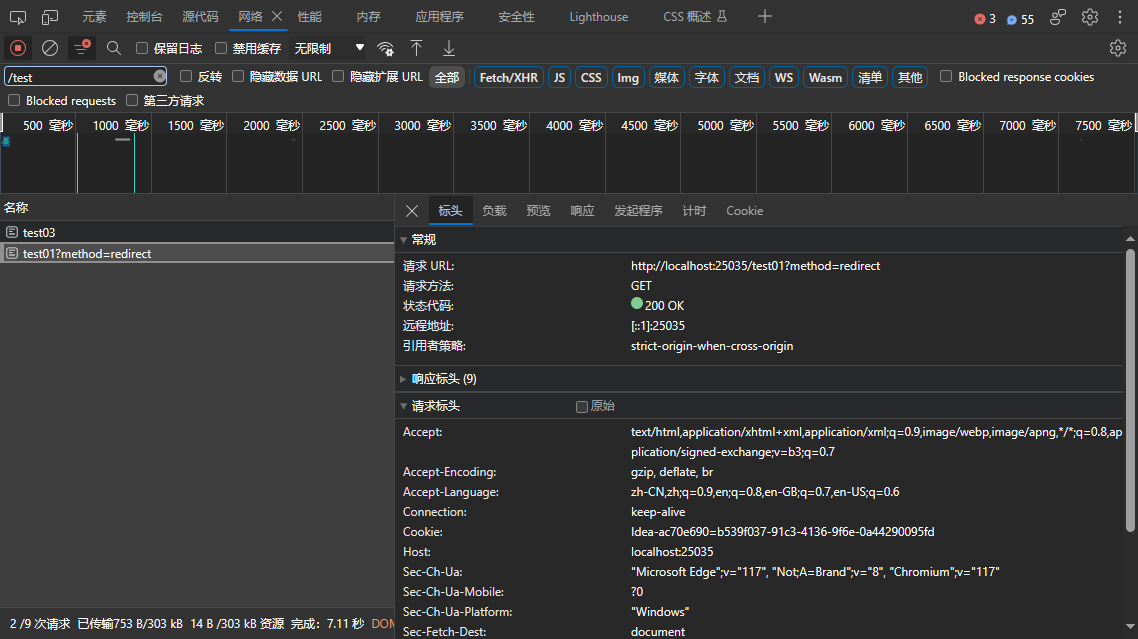 元素 控制台 源代码 网络 性能 内存 应用程序 安全性 Lighthouse CSS 概述 3 55
保留日志 禁用缓存 无限制
/test 反转 隐藏数据 URL 隐藏扩展 URL 全部 Fetch/XHR JS CSS Img 媒体 字体 文档 WS Wasm 清单 其他 Blocked response cookies
Blocked requests 第三方请求
500 毫秒 1000 毫秒 1500 毫秒 2000 毫秒 2500 毫秒 3000 毫秒 3500 毫秒 4000 毫秒 4500 毫秒 5000 毫秒 5500 毫秒 6000 毫秒 6500 毫秒 7000 毫秒 7500 毫秒
名称
test03
test01?method=redirect
标头 负载 预览 响应 发起程序 计时 Cookie
常规
请求 URL: http://localhost:25035/test01?method=redirect
请求方法: GET
状态代码: 200 OK
远程地址: [::1]:25035
引用者策略: strict-origin-when-cross-origin
响应标头 (9)
请求标头 原始
Accept: text/html,application/xhtml+xml,application/xml;q=0.9,image/webp,image/apng,*/*;q=0.8,ap
plication/signed-exchange;v=b3;q=0.7
Accept-Encoding: gzip, deflate, br
Accept-Language: zh-CN,zh;q=0.9,en;q=0.8,en-GB;q=0.7,en-US;q=0.6
Connection: keep-alive
Cookie: Idea-ac70e690=b539f037-91c3-4136-9f6e-0a44290095fd
Host: localhost:25035
Sec-Ch-Ua: "Microsoft Edge";v="117", "Not;A=Brand";v="8", "Chromium";v="117"
Sec-Ch-Ua-Mobile: ?0
Sec-Ch-Ua-Platform: "Windows"
Sec-Fetch-Dest: document
2 /9 次请求 已传输753 B/303 kB 14 B /303 kB 资源 完成：7.11 秒 DOM